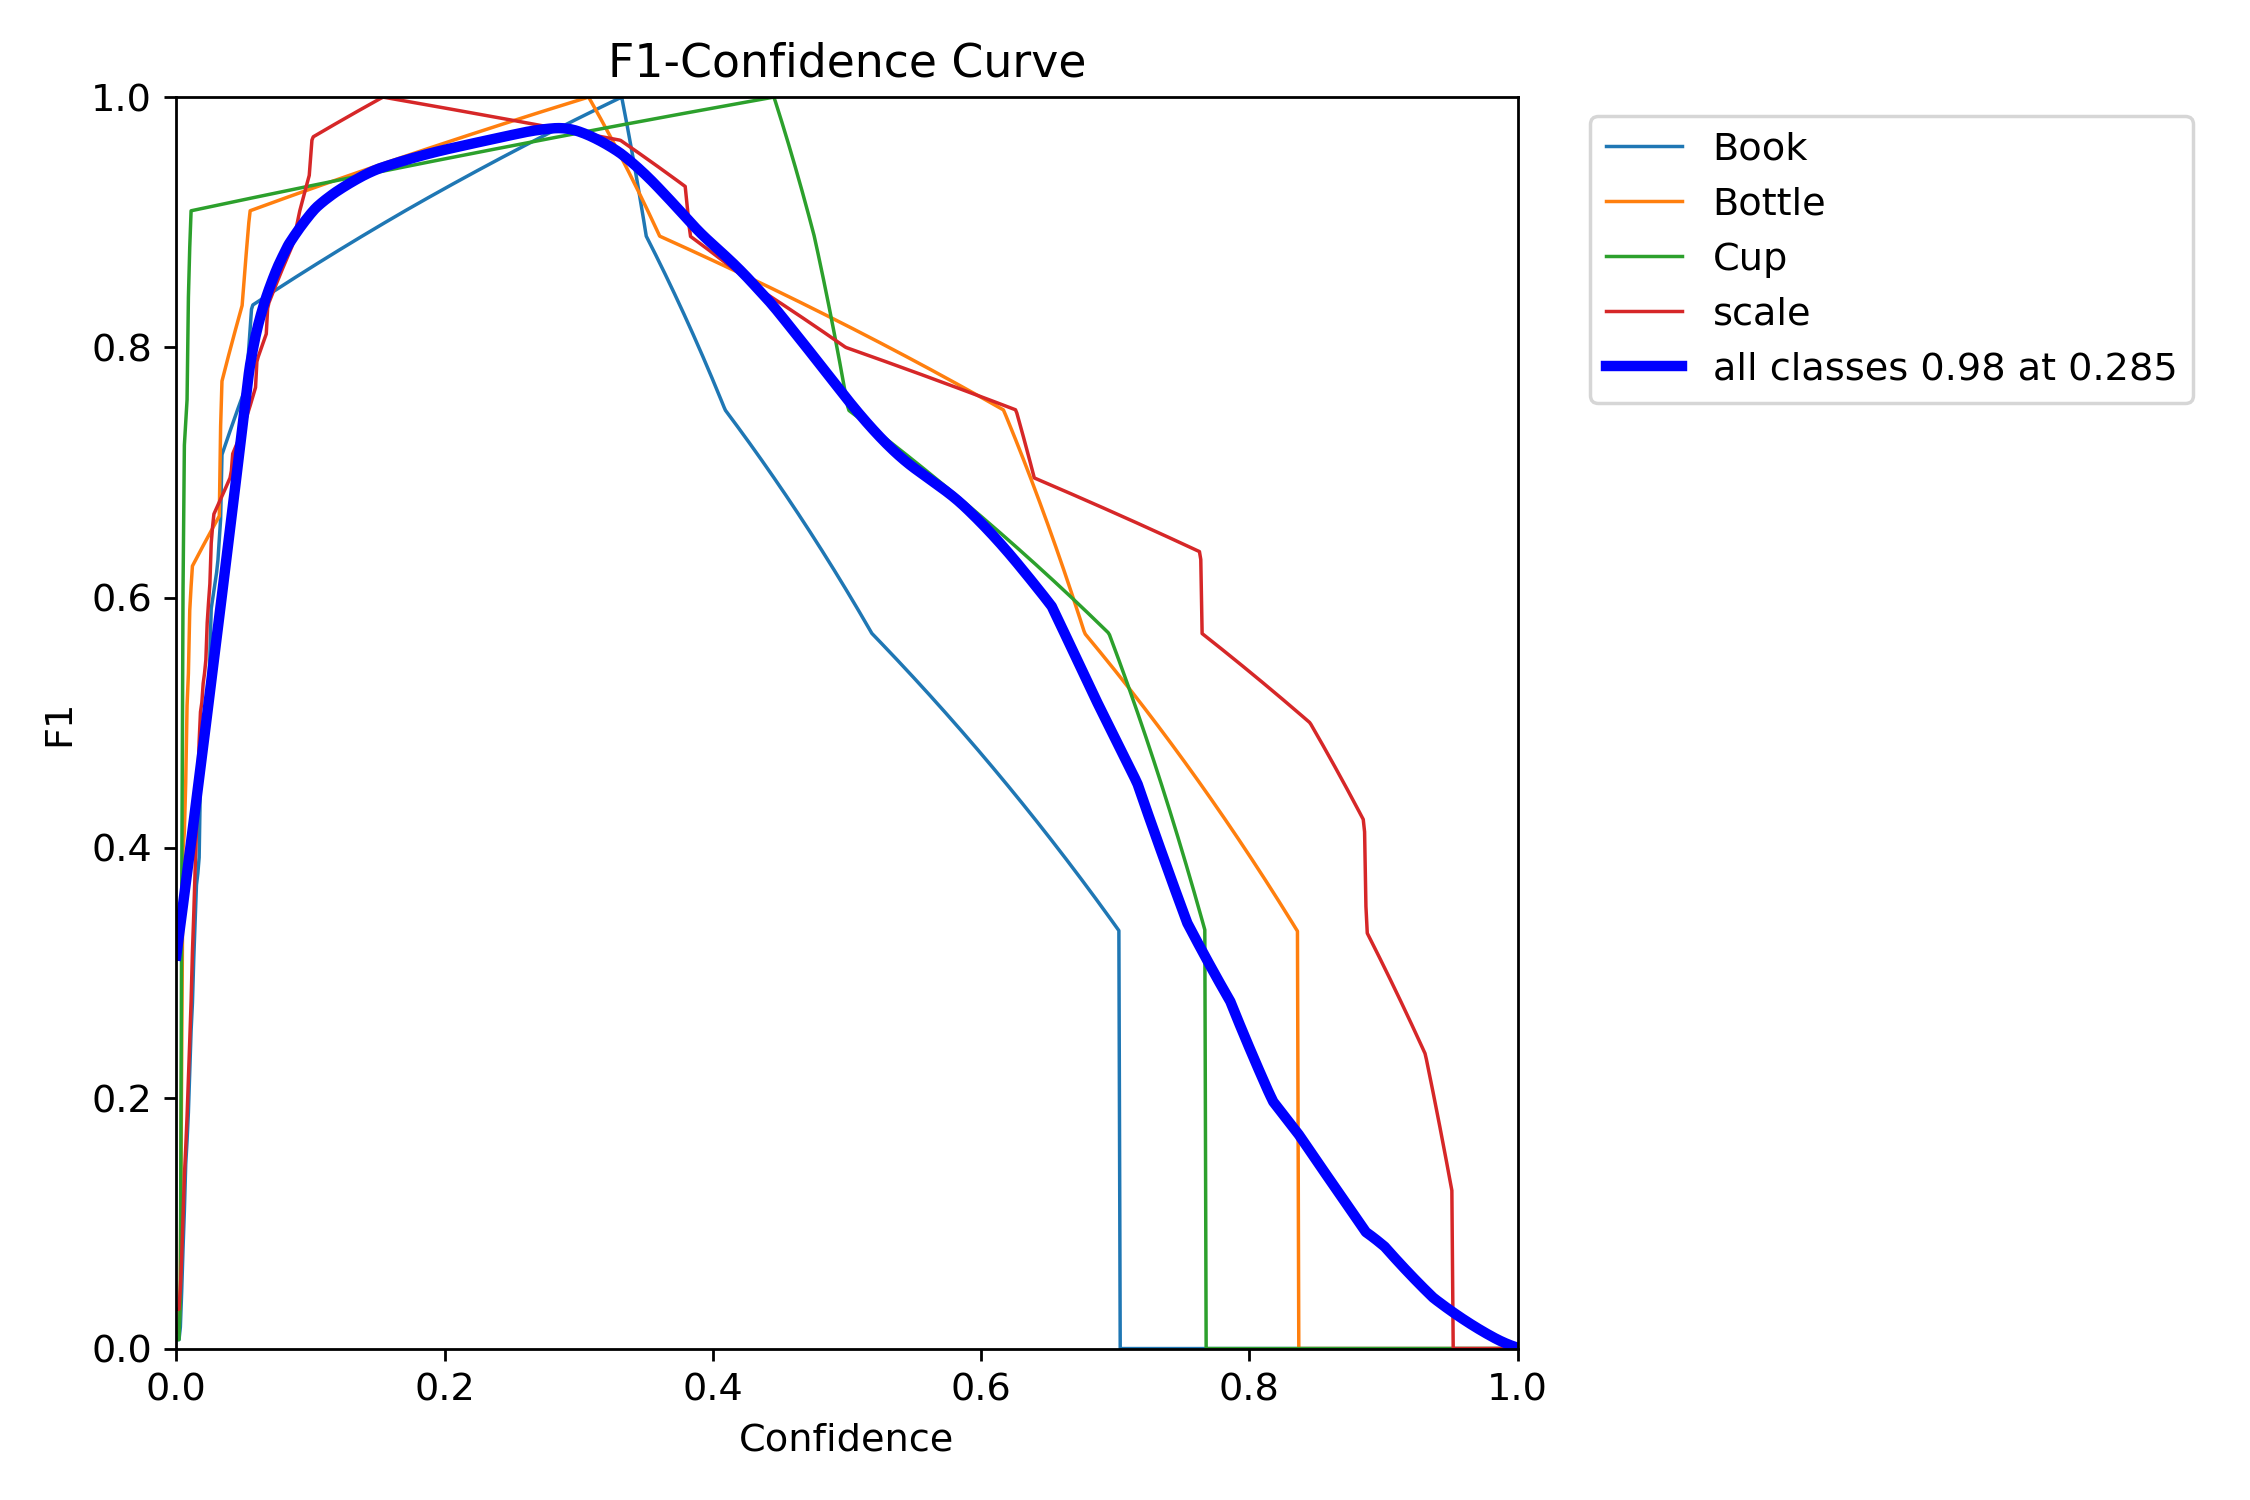 F1-Confidence Curve
1.0
0.8
0.6
0.4
0.2
0.0
F1
0.0 0.2 0.4 0.6 0.8 1.0
Confidence
Book
Bottle
Cup
scale
all classes 0.98 at 0.285